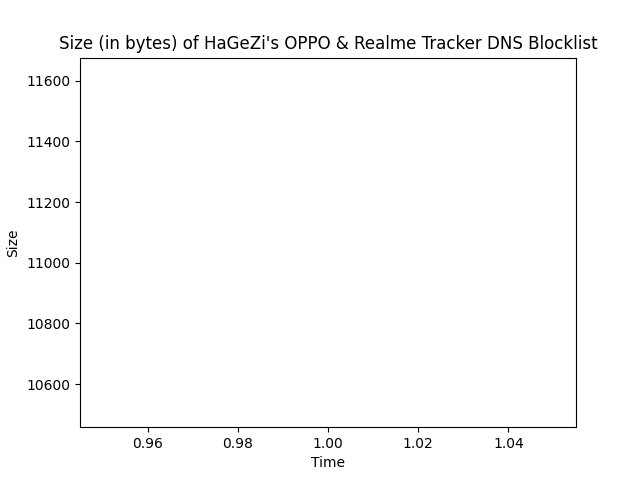 Size (in bytes) of HaGeZi's OPPO & Realme Tracker DNS Blocklist
11600
11400
11200
11000
10800
10600
Size
0.96 0.98 1.00 1.02 1.04
Time